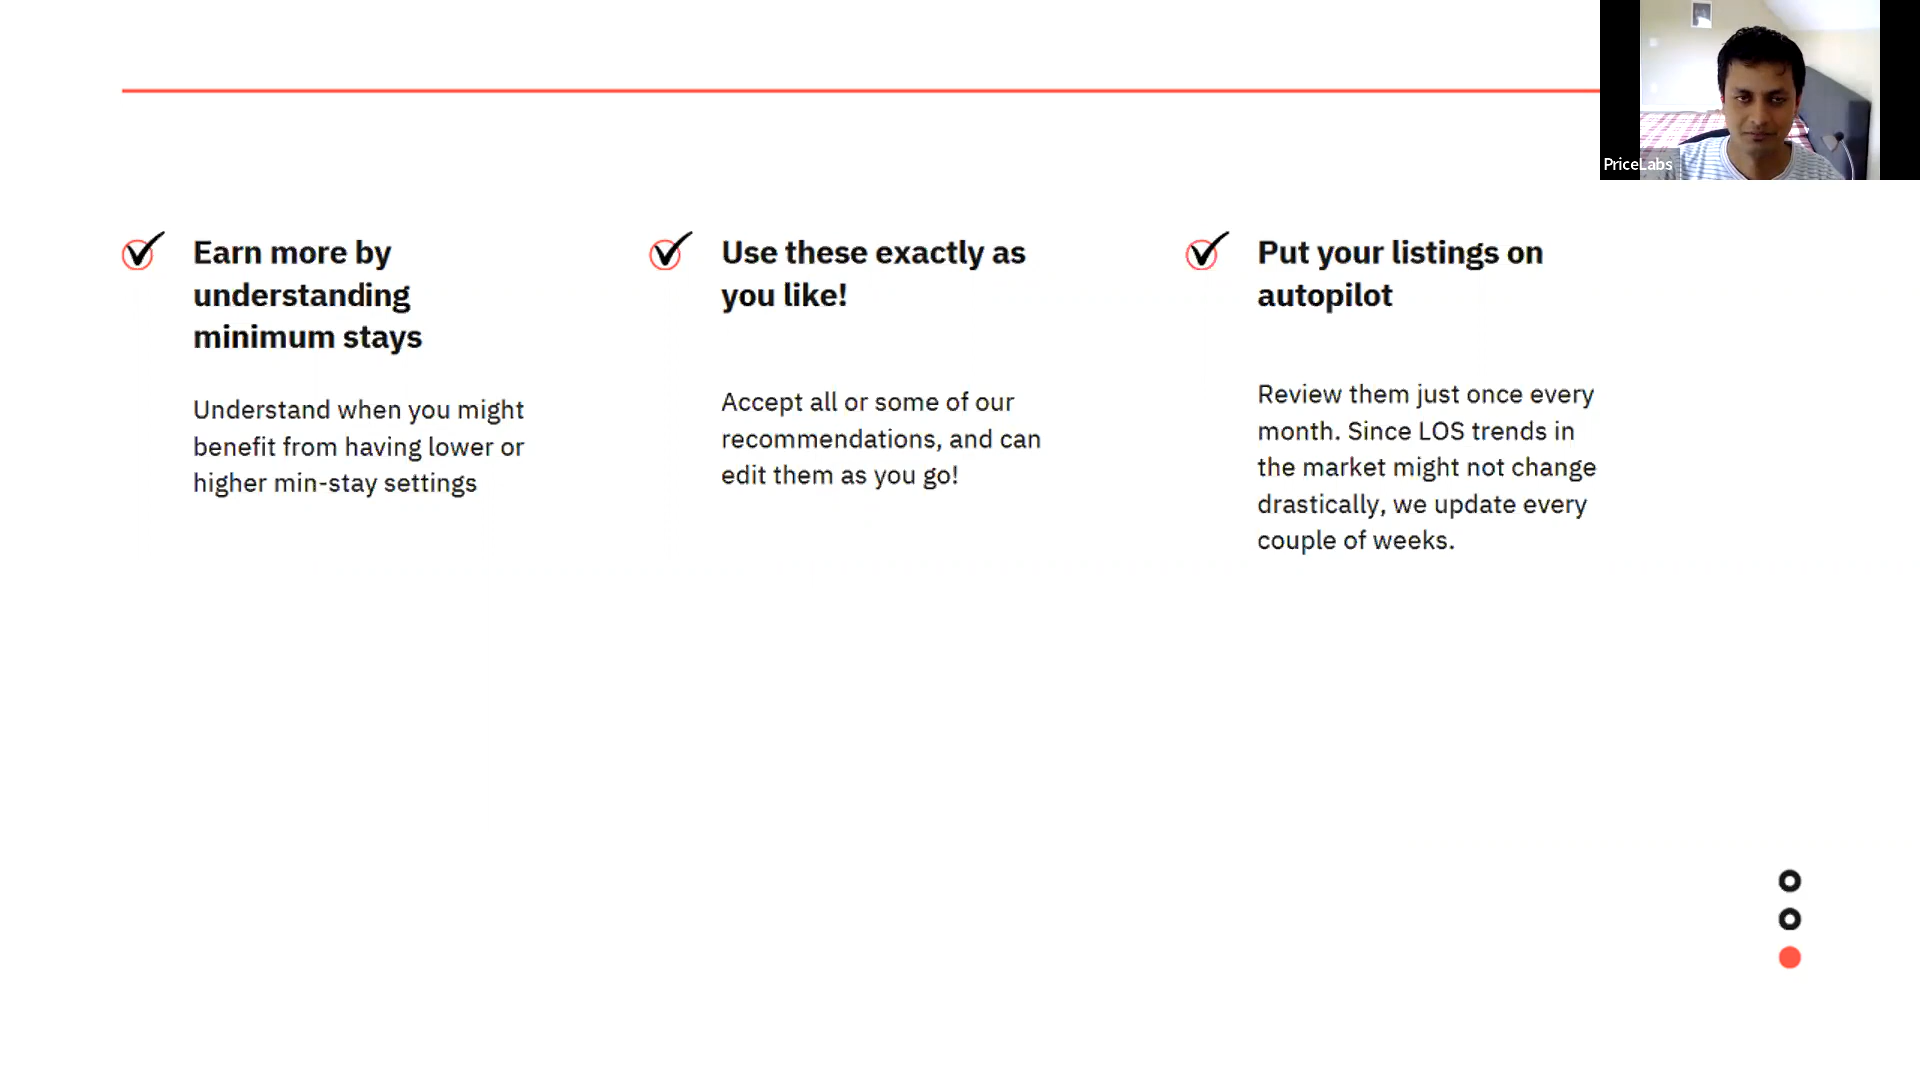 PriceLabs
Earn more by
understanding
minimum stays
Understand when you might
benefit from having lower or
higher min-stay settings
Use these exactly as
you like!
Accept all or some of our
recommendations, and can
edit them as you go!
Put your listings on
autopilot
Review them just once every
month. Since LOS trends in
the market might not change
drastically, we update every
couple of weeks.